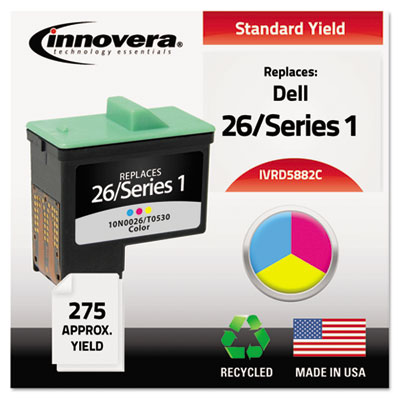 innovera
technology essentials
Standard Yield
Replaces:
Dell
26/Series 1
IVRD5882C
REPLACES
26/Series 1
10N0026/T0530
Color
275
APPROX.
YIELD
RECYCLED
MADE IN USA